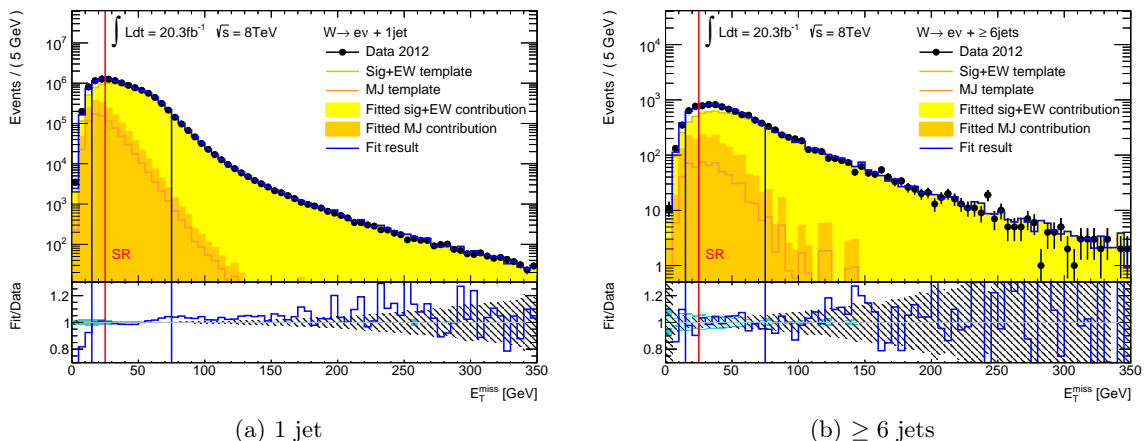 ∫ Ldt = 20.3fb⁻¹ √s = 8TeV W→ eν + 1jet
Data 2012
Sig+EW template
MJ template
Fitted sig+EW contribution
Fitted MJ contribution
Fit result
Events / ( 5 GeV )
10⁷
10⁶
10⁵
10⁴
10³
10²
SR
Fit/Data
1.2
1
0.8
0 50 100 150 200 250 300 350
E_T^miss [GeV]
(a) 1 jet
∫ Ldt = 20.3fb⁻¹ √s = 8TeV W→ eν + ≥ 6jets
Data 2012
Sig+EW template
MJ template
Fitted sig+EW contribution
Fitted MJ contribution
Fit result
Events / ( 5 GeV )
10⁴
10³
10²
10
1
SR
Fit/Data
1.2
1
0.8
0 50 100 150 200 250 300 350
E_T^miss [GeV]
(b) ≥ 6 jets